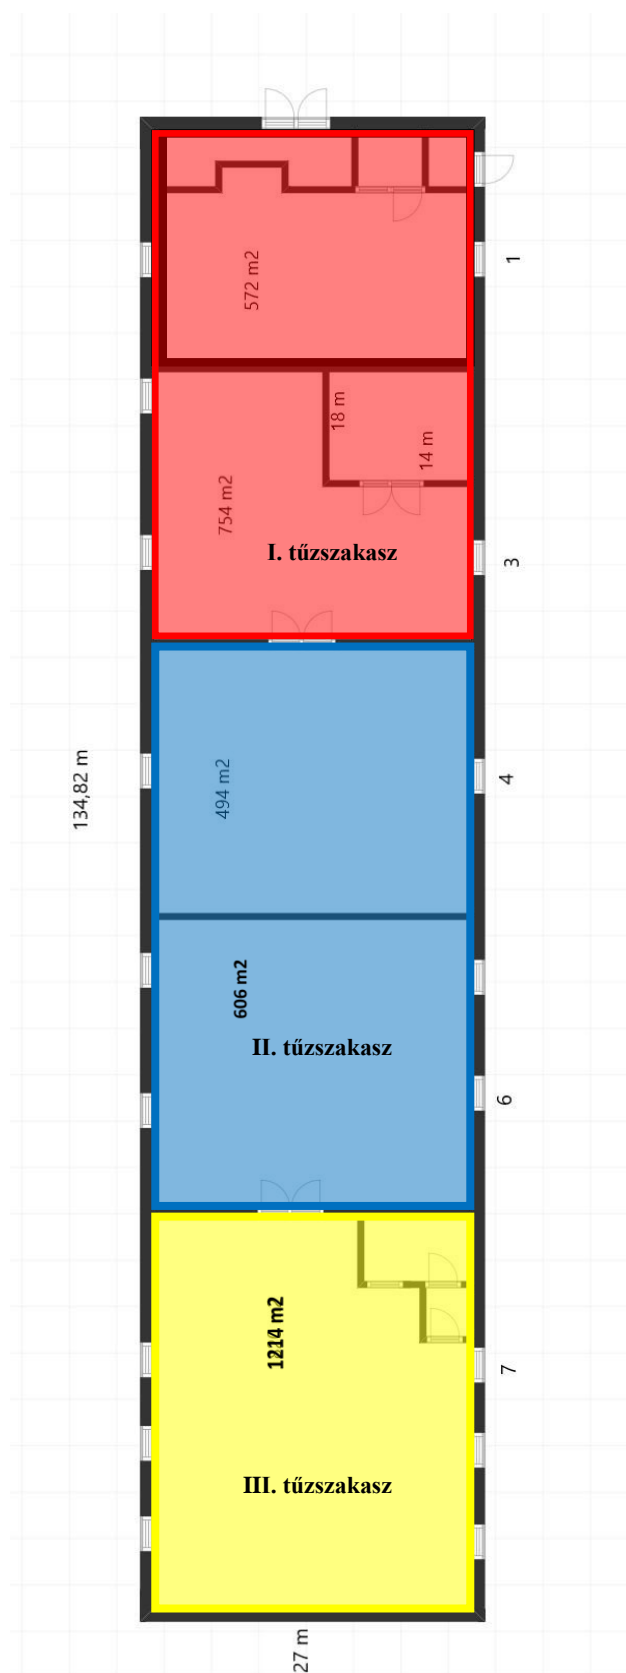 1
572 m2
18 m
14 m
754 m2
I. tűzszakasz
3
134,82 m
494 m2
4
606 m2
II. tűzszakasz
6
1214 m2
7
III. tűzszakasz
27 m